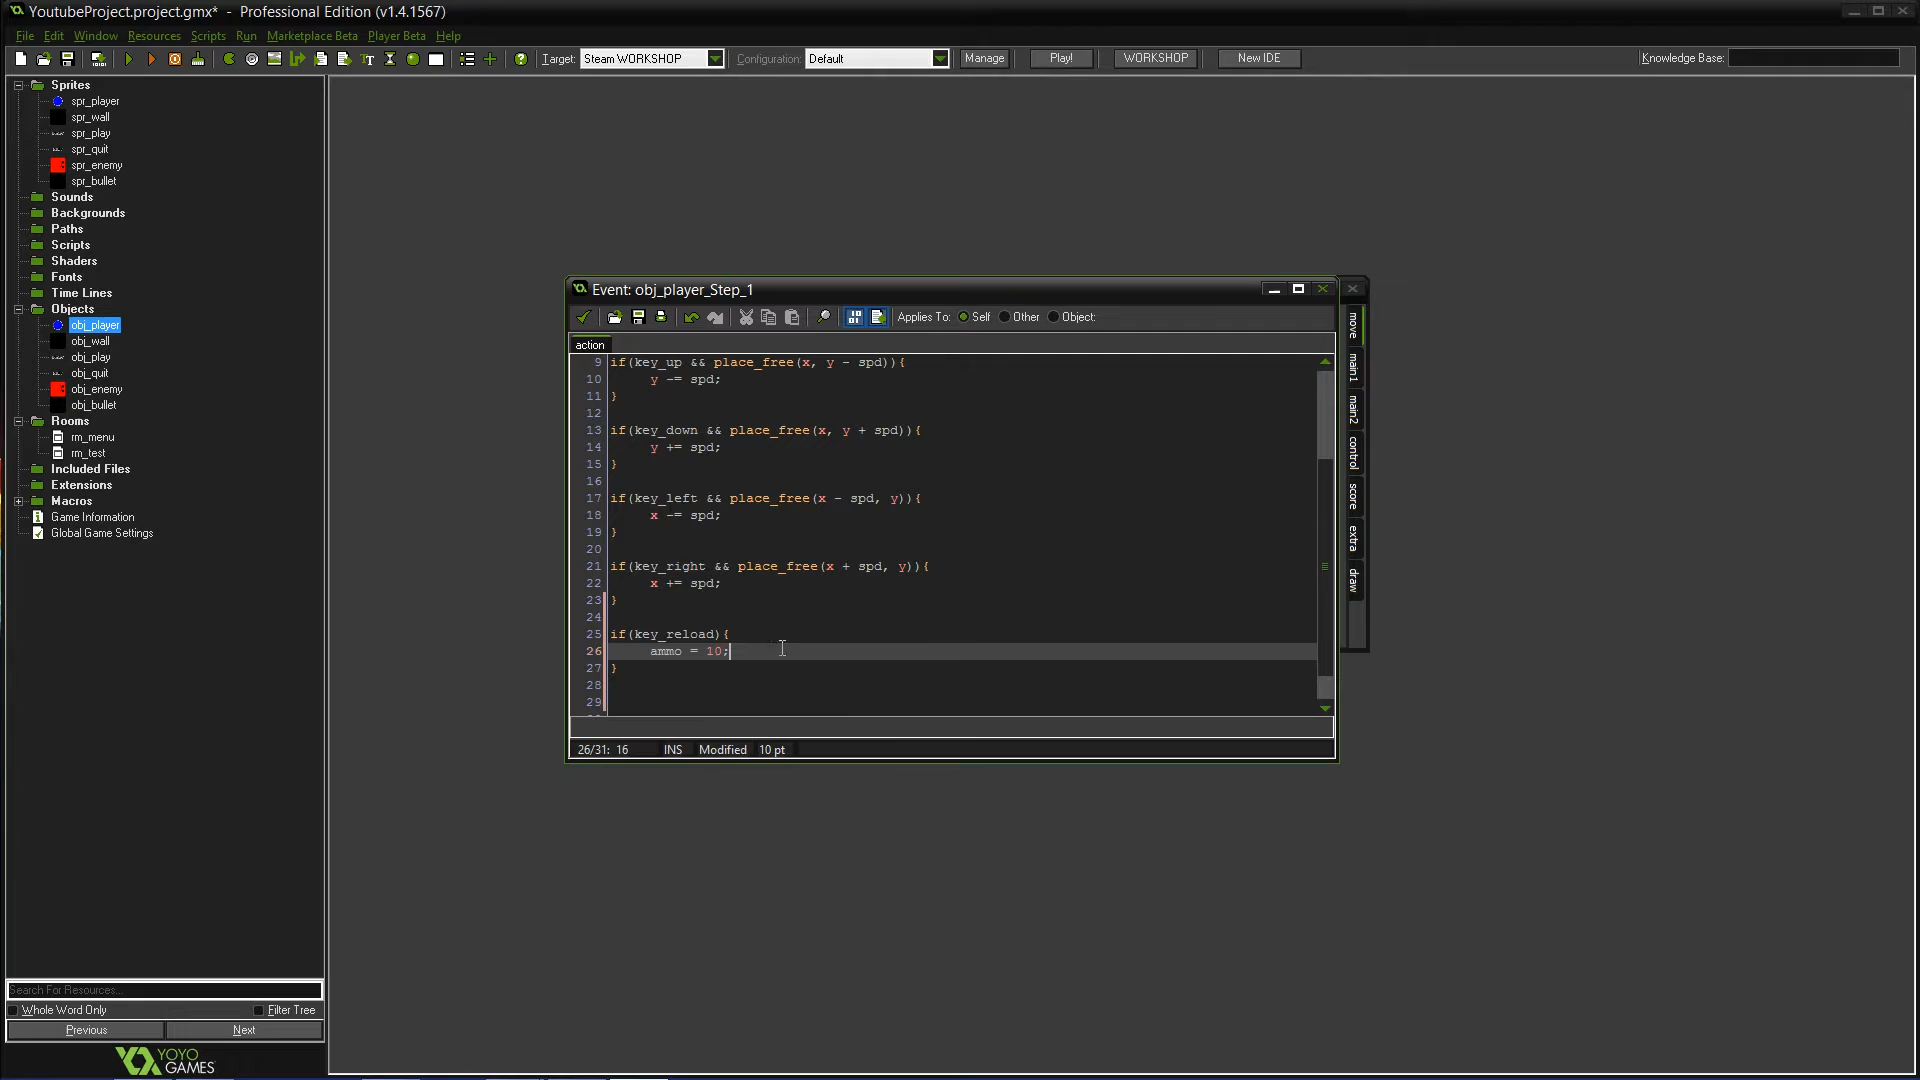 YoutubeProject.project.gmx* - Professional Edition (v1.4.1567)
File Edit Window Resources Scripts Run Marketplace Beta Player Beta Help
Target: Steam WORKSHOP Configuration: Default Manage Play! WORKSHOP New IDE Knowledge Base:
Sprites
spr_player
spr_wall
spr_play
spr_quit
spr_enemy
spr_bullet
Sounds
Backgrounds
Paths
Scripts
Shaders
Fonts
Time Lines
Objects
obj_player
obj_wall
obj_play
obj_quit
obj_enemy
obj_bullet
Rooms
rm_menu
rm_test
Included Files
Extensions
Macros
Game Information
Global Game Settings
Search For Resources...
Whole Word Only Filter Tree
Previous Next
YOYO
GAMES
Event: obj_player_Step_1
Applies To: Self Other Object:
action
9 if(key_up && place_free(x, y - spd)){
10 y -= spd;
11 }
12
13 if(key_down && place_free(x, y + spd)){
14 y += spd;
15 }
16
17 if(key_left && place_free(x - spd, y)){
18 x -= spd;
19 }
20
21 if(key_right && place_free(x + spd, y)){
22 x += spd;
23 }
24
25 if(key_reload){
26 ammo = 10;
27 }
28
29
26/31: 16 INS Modified 10 pt
move
main1
main2
control
score
extra
draw